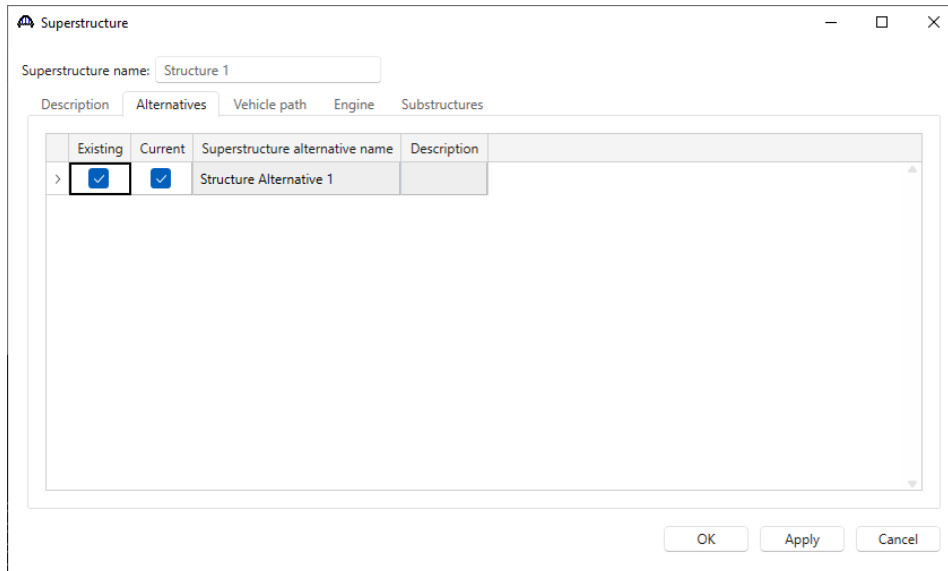 Superstructure
Superstructure name: Structure 1
Description Alternatives Vehicle path Engine Substructures
Existing Current Superstructure alternative name Description
Structure Alternative 1
OK Apply Cancel